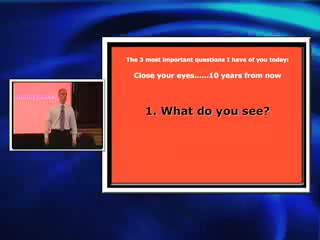 The 3 most important questions I have of you today:
Close your eyes......10 years from now
1. What do you see?